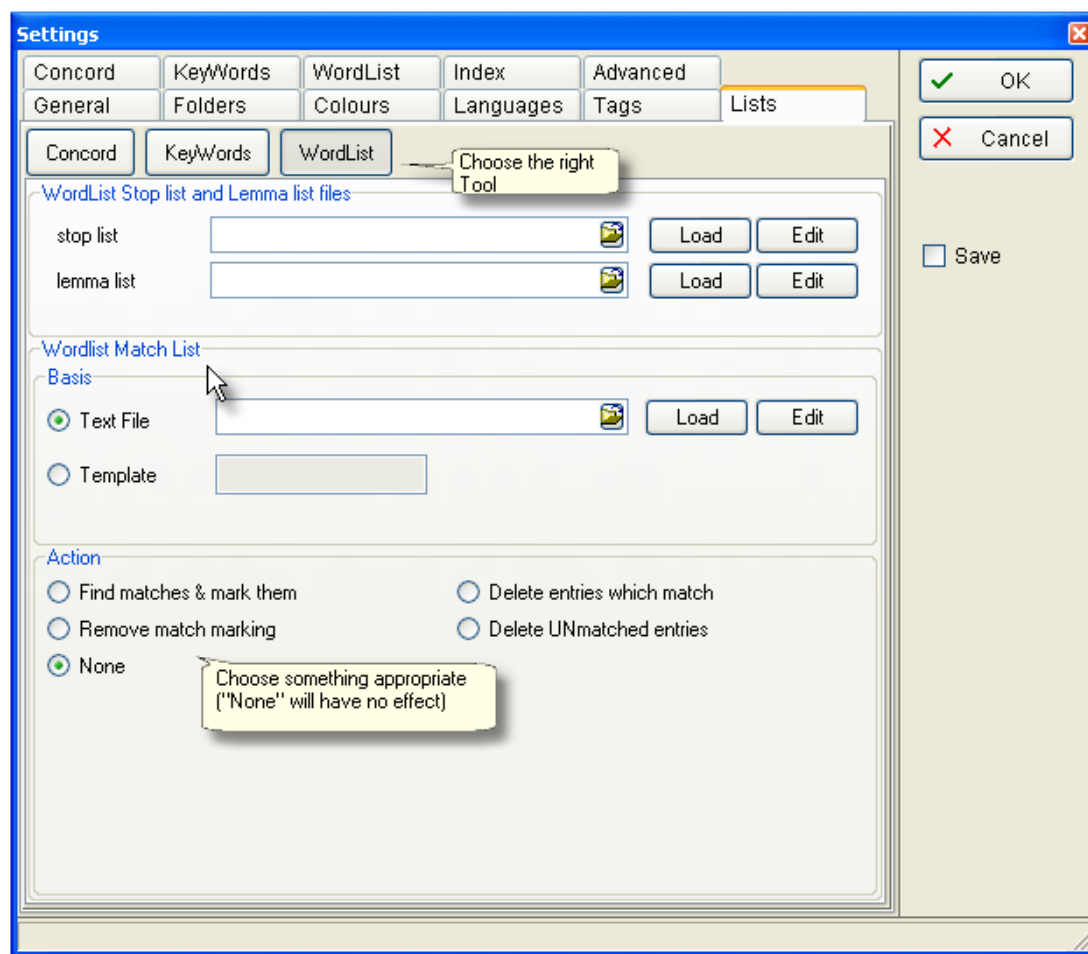 Settings
Concord KeyWords WordList Index Advanced
General Folders Colours Languages Tags Lists
OK
Cancel
Save
Concord KeyWords WordList
Choose the right
Tool
WordList Stop list and Lemma list files
stop list Load Edit
lemma list Load Edit
Wordlist Match List
Basis
Text File Load Edit
Template
Action
Find matches & mark them Delete entries which match
Remove match marking Delete UNmatched entries
None
Choose something appropriate
("None" will have no effect)